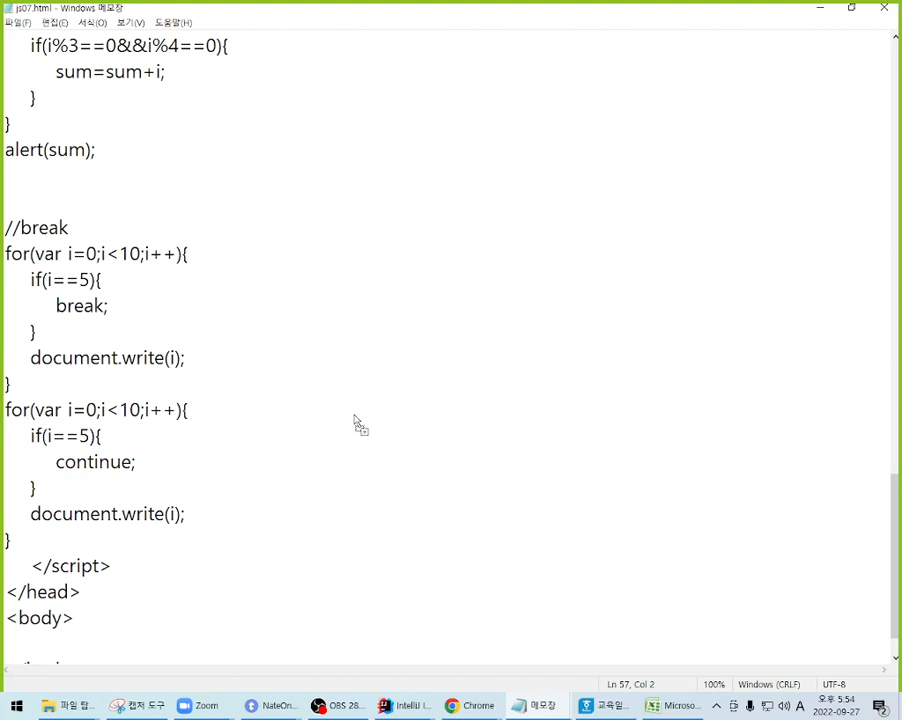 js07.html - Windows 메모장
파일(F) 편집(E) 서식(O) 보기(V) 도움말(H)
if(i%3==0&&i%4==0){
sum=sum+i;
}
}
alert(sum);
//break
for(var i=0;i<10;i++){
if(i==5){
break;
}
document.write(i);
}
for(var i=0;i<10;i++){
if(i==5){
continue;
}
document.write(i);
}
</script>
</head>
<body>
Ln 57, Col 2 100% Windows (CRLF) UTF-8
파일 탐... 캡처 도구 Zoom NateOn... OBS 28... IntelliJ I... Chrome 메모장 교육일... Microso... A 오후 5:54
2022-09-27 2